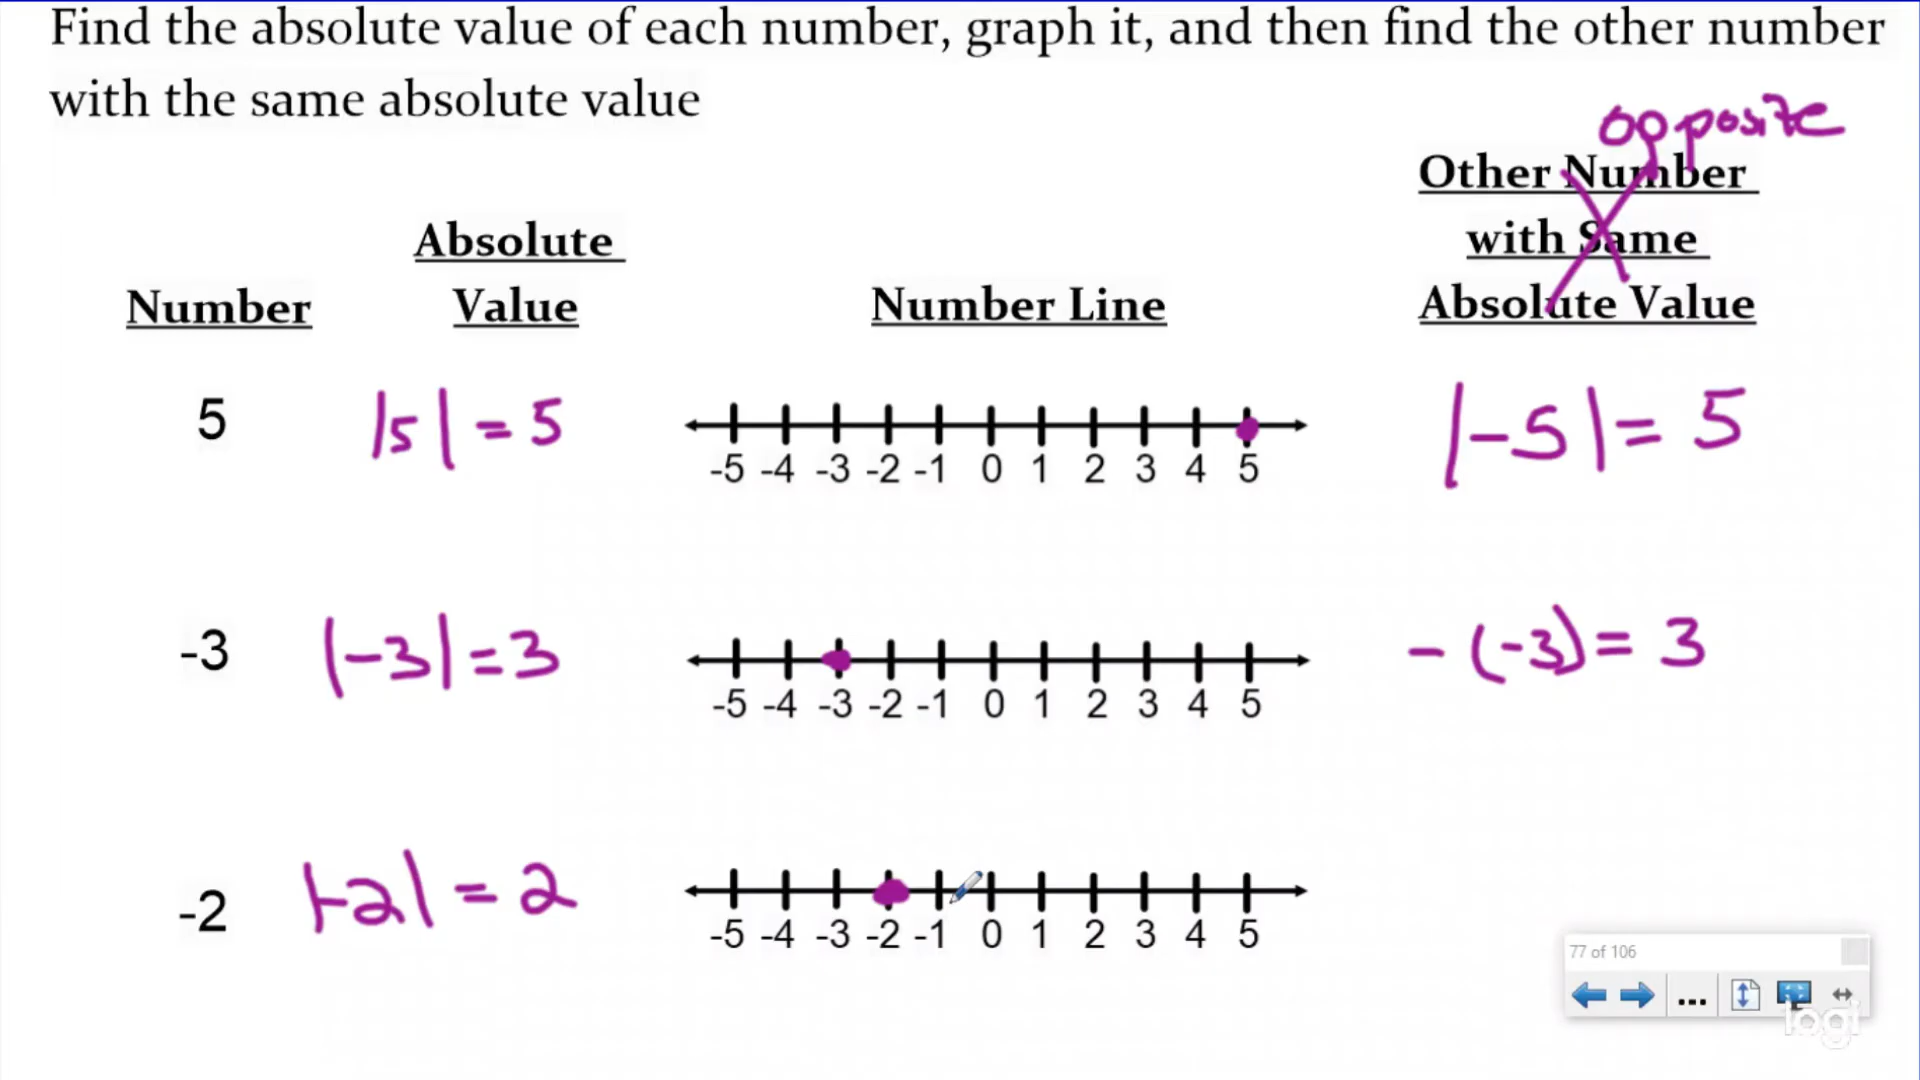 Find the absolute value of each number, graph it, and then find the other number
with the same absolute value
opposite
Other Number
with Same
Absolute Value
Absolute
Value
Number
Number Line
5
|5| = 5
-5 -4 -3 -2 -1 0 1 2 3 4 5
|-5| = 5
-3
|-3| = 3
-5 -4 -3 -2 -1 0 1 2 3 4 5
- (-3) = 3
-2
|-2| = 2
-5 -4 -3 -2 -1 0 1 2 3 4 5
77 of 106
...
logi